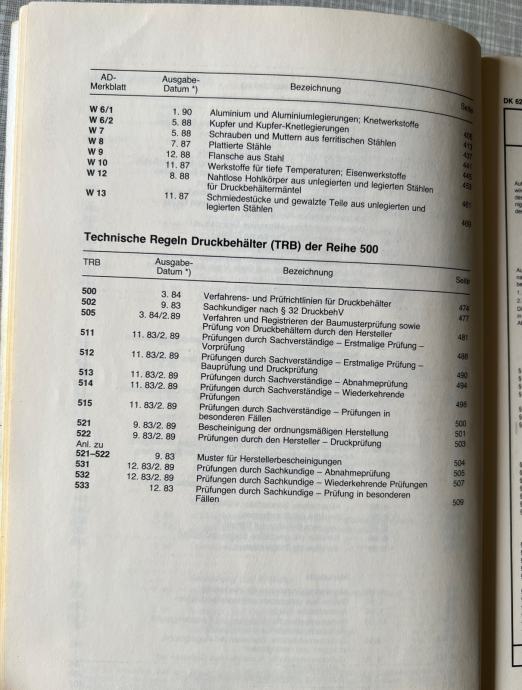 AD-Merkblatt Ausgabe-Datum *) Bezeichnung Seite
W 6/1 1. 90 Aluminium und Aluminiumlegierungen; Knetwerkstoffe
W 6/2 5. 88 Kupfer und Kupfer-Knetlegierungen
W 7 5. 88 Schrauben und Muttern aus ferritischen Stählen
W 8 7. 87 Plattierte Stähle
W 9 12. 88 Flansche aus Stahl
W 10 11. 87 Werkstoffe für tiefe Temperaturen; Eisenwerkstoffe
W 12 8. 88 Nahtlose Hohlkörper aus unlegierten und legierten Stählen
für Druckbehältermäntel
W 13 11. 87 Schmiedestücke und gewalzte Teile aus unlegierten und
legierten Stählen
Technische Regeln Druckbehälter (TRB) der Reihe 500
TRB Ausgabe-Datum *) Bezeichnung Seite
500 3. 84 Verfahrens- und Prüfrichtlinien für Druckbehälter 474
502 9. 83 Sachkundiger nach § 32 DruckbehV 477
505 3. 84/2. 89 Verfahren und Registrieren der Baumusterprüfung sowie
Prüfung von Druckbehältern durch den Hersteller 481
511 11. 83/2. 89 Prüfungen durch Sachverständige – Erstmalige Prüfung –
Vorprüfung 488
512 11. 83/2. 89 Prüfungen durch Sachverständige – Erstmalige Prüfung –
Bauprüfung und Druckprüfung 490
513 11. 83/2. 89 Prüfungen durch Sachverständige – Abnahmeprüfung 494
514 11. 83/2. 89 Prüfungen durch Sachverständige – Wiederkehrende
Prüfungen 498
515 11. 83/2. 89 Prüfungen durch Sachverständige – Prüfungen in
besonderen Fällen 500
521 9. 83/2. 89 Bescheinigung der ordnungsmäßigen Herstellung 501
522 9. 83/2. 89 Prüfungen durch den Hersteller – Druckprüfung 503
Anl. zu
521–522 9. 83 Muster für Herstellerbescheinigungen 504
531 12. 83/2. 89 Prüfungen durch Sachkundige – Abnahmeprüfung 505
532 12. 83/2. 89 Prüfungen durch Sachkundige – Wiederkehrende Prüfungen 507
533 12. 83 Prüfungen durch Sachkundige – Prüfung in besonderen
Fällen 509
DK 62